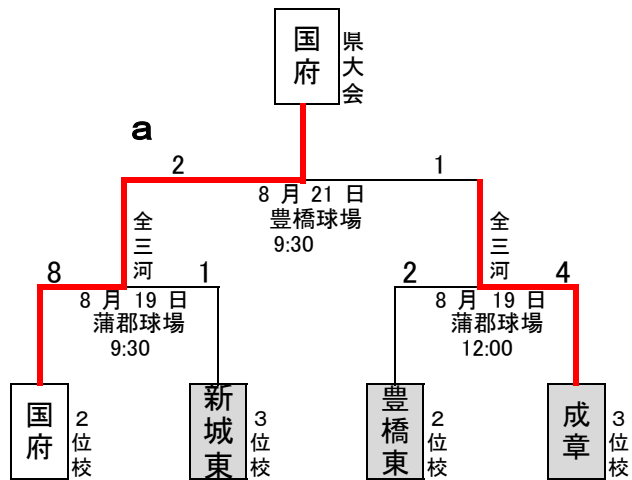 国府
県大会
a
2
1
8 月 21 日
豊橋球場
9:30
全三河
全三河
8
1
2
4
8 月 19 日
蒲郡球場
9:30
8 月 19 日
蒲郡球場
12:00
国府
2位校
新城東
3位校
豊橋東
2位校
成章
3位校